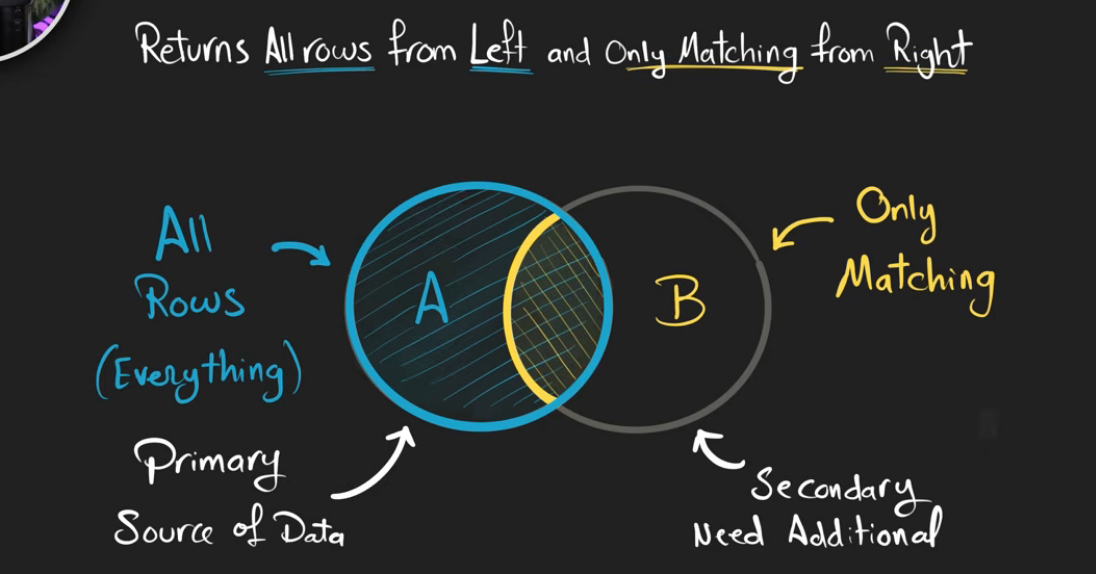 Returns All rows from Left and Only Matching from Right
All
Rows
(Everything)
A
B
Only
Matching
Primary
Source of Data
Secondary
Need Additional